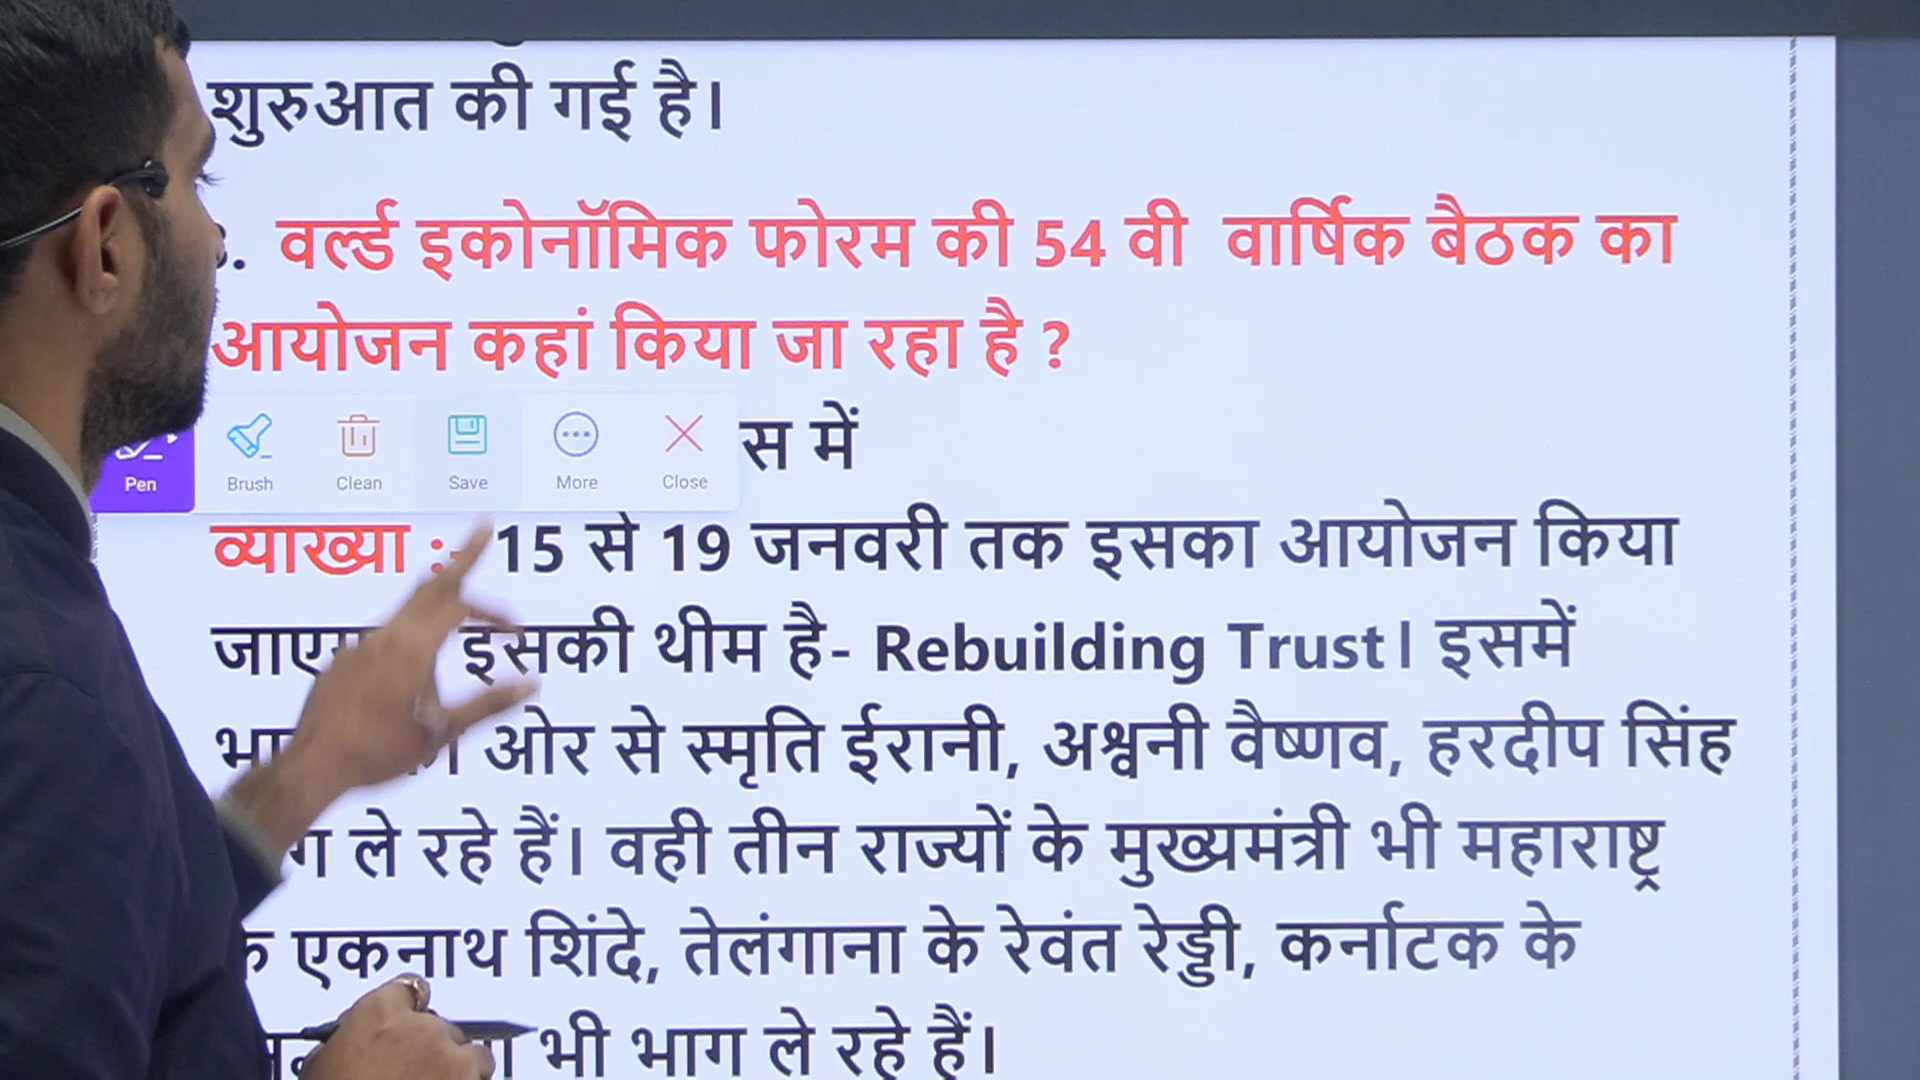 शुरुआत की गई है।
वर्ल्ड इकोनॉमिक फोरम की 54 वी वार्षिक बैठक का
आयोजन कहां किया जा रहा है ?
Pen Brush Clean Save More Close
में
व्याख्या :- 15 से 19 जनवरी तक इसका आयोजन किया
इसकी थीम है- Rebuilding Trust। इसमें
ओर से स्मृति ईरानी, अश्वनी वैष्णव, हरदीप सिंह
ले रहे हैं। वही तीन राज्यों के मुख्यमंत्री भी महाराष्ट्र
एकनाथ शिंदे, तेलंगाना के रेवंत रेड्डी, कर्नाटक के
भी भाग ले रहे हैं।